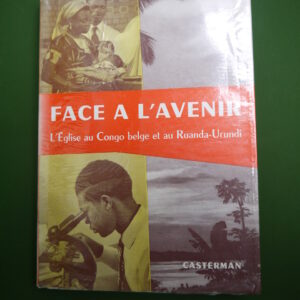 FACE A L'AVENIR
L'Église au Congo belge et au Ruanda-Urundi
CASTERMAN